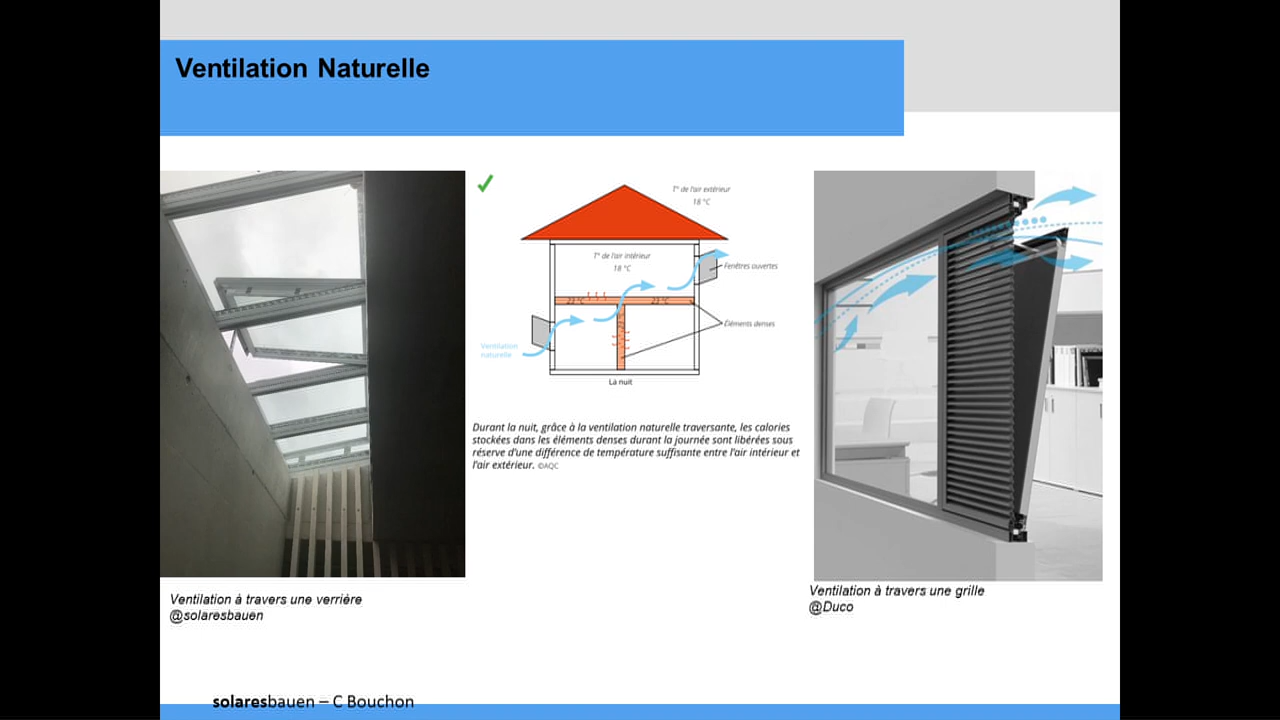 Ventilation Naturelle
T° de l'air extérieur
18 °C
T° de l'air intérieur
18 °C
Fenêtres ouvertes
23 °C
23 °C
Éléments denses
Ventilation
naturelle
La nuit
Durant la nuit, grâce à la ventilation naturelle traversante, les calories
stockées dans les éléments denses durant la journée sont libérées sous
réserve d'une différence de température suffisante entre l'air intérieur et
l'air extérieur. ©AQC
Ventilation à travers une verrière
@solaresbauen
Ventilation à travers une grille
@Duco
solaresbauen – C Bouchon